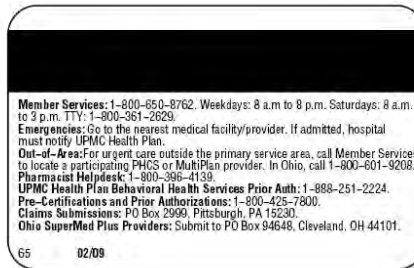 Member Services: 1-800-650-8762. Weekdays: 8 a.m to 8 p.m. Saturdays: 8 a.m.
to 3 p.m. TTY: 1-800-361-2629.
Emergencies: Go to the nearest medical facility/provider. If admitted, hospital
must notify UPMC Health Plan.
Out-of-Area: For urgent care outside the primary service area, call Member Services
to locate a participating PHCS or MultiPlan provider. In Ohio, call 1-800-601-9208.
Pharmacist Helpdesk: 1-800-396-4139.
UPMC Health Plan Behavioral Health Services Prior Auth: 1-888-251-2224.
Pre-Certifications and Prior Authorizations: 1-800-425-7800.
Claims Submissions: PO Box 2999, Pittsburgh, PA 15230.
Ohio SuperMed Plus Providers: Submit to PO Box 94648, Cleveland, OH 44101.
65 02/09